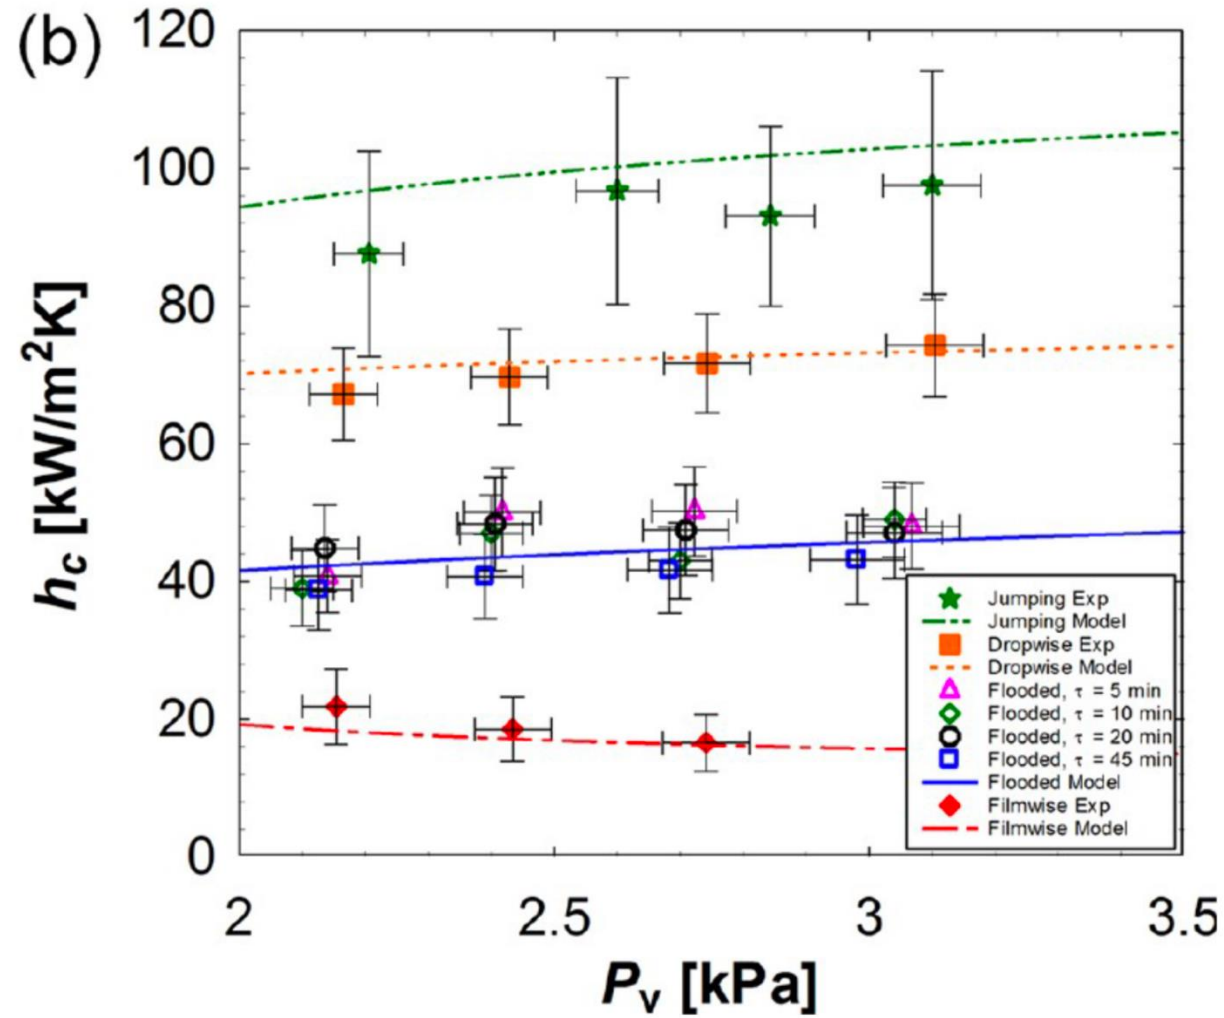 (b)
120
100
80
60
40
20
0
h_c [kW/m²K]
2
2.5
3
3.5
P_v [kPa]
Jumping Exp
Jumping Model
Dropwise Exp
Dropwise Model
Flooded, τ = 5 min
Flooded, τ = 10 min
Flooded, τ = 20 min
Flooded, τ = 45 min
Flooded Model
Filmwise Exp
Filmwise Model